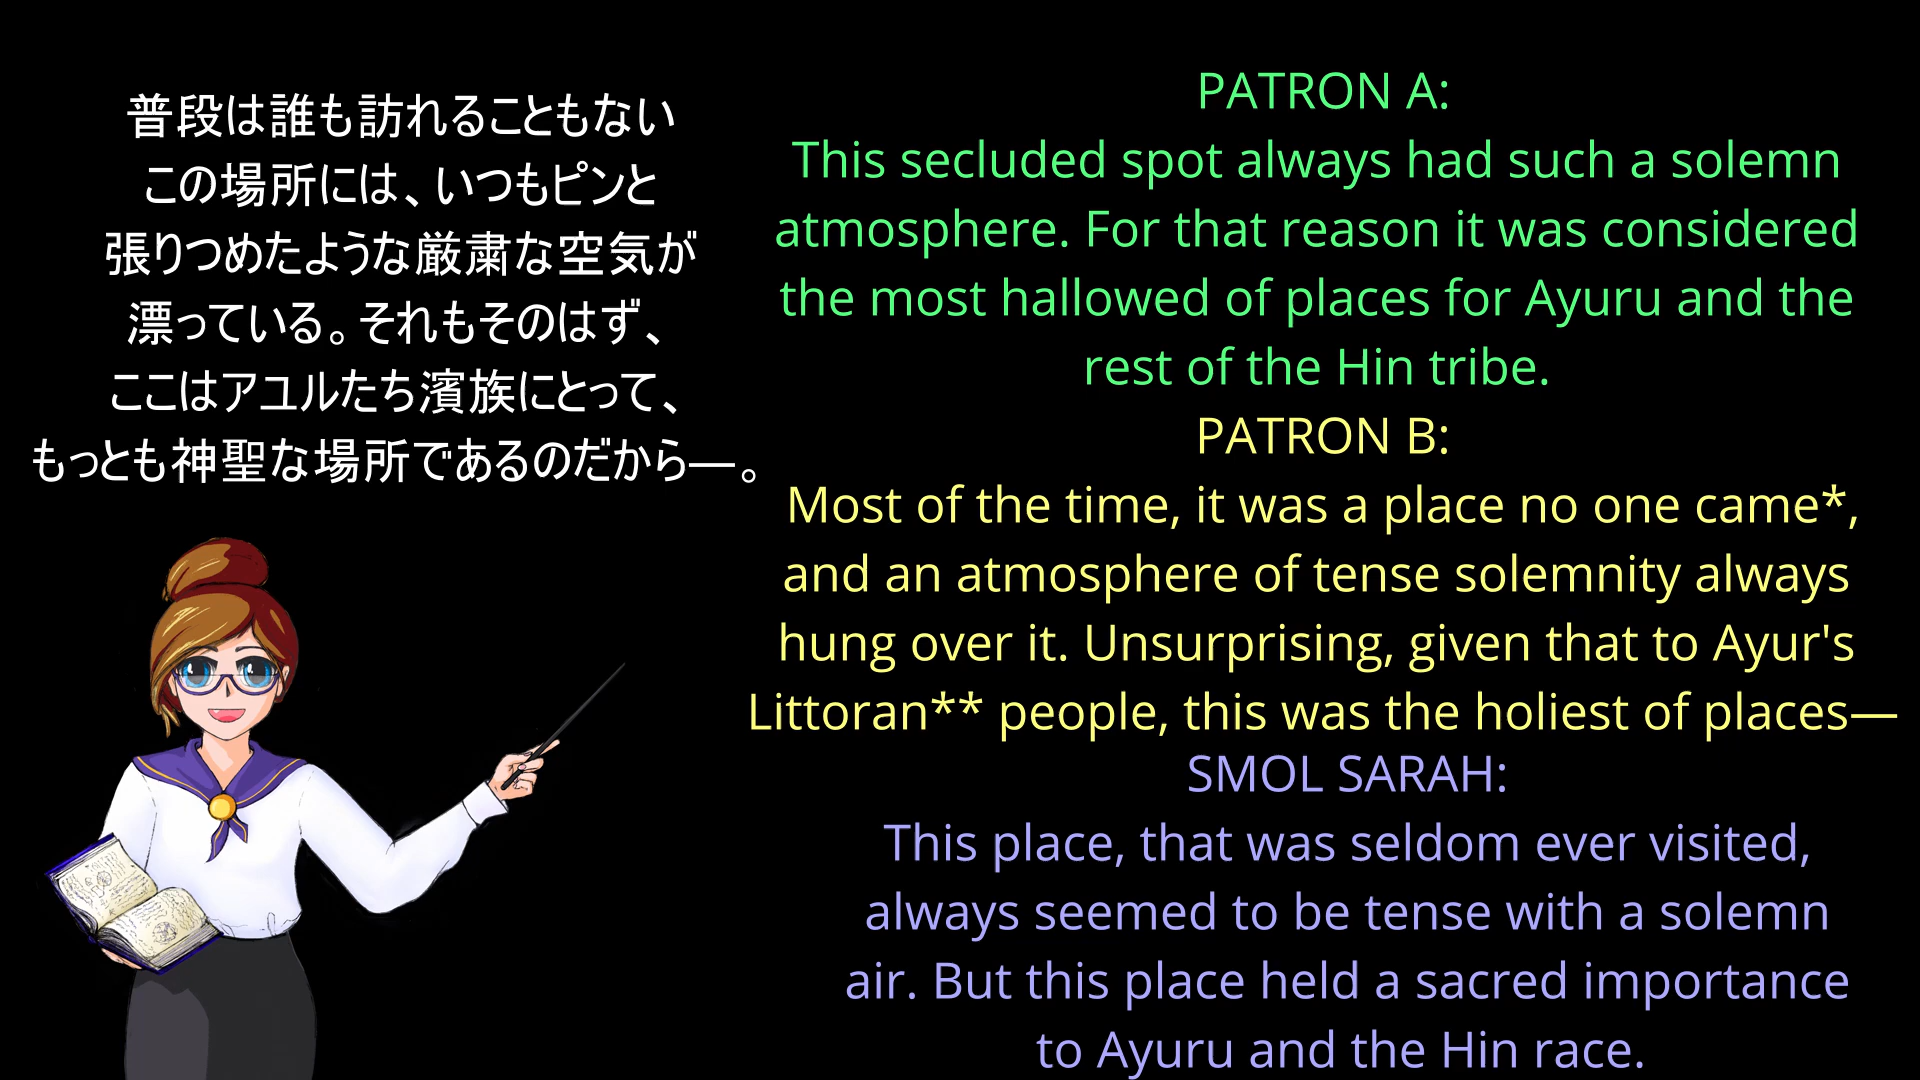 普段は誰も訪れることもない
この場所には、いつもピンと
張りつめたような厳粛な空気が
漂っている。それもそのはず、
ここはアユルたち濱族にとって、
もっとも神聖な場所であるのだから―。
PATRON A:
This secluded spot always had such a solemn
atmosphere. For that reason it was considered
the most hallowed of places for Ayuru and the
rest of the Hin tribe.
PATRON B:
Most of the time, it was a place no one came*,
and an atmosphere of tense solemnity always
hung over it. Unsurprising, given that to Ayur's
Littoran** people, this was the holiest of places—
SMOL SARAH:
This place, that was seldom ever visited,
always seemed to be tense with a solemn
air. But this place held a sacred importance
to Ayuru and the Hin race.